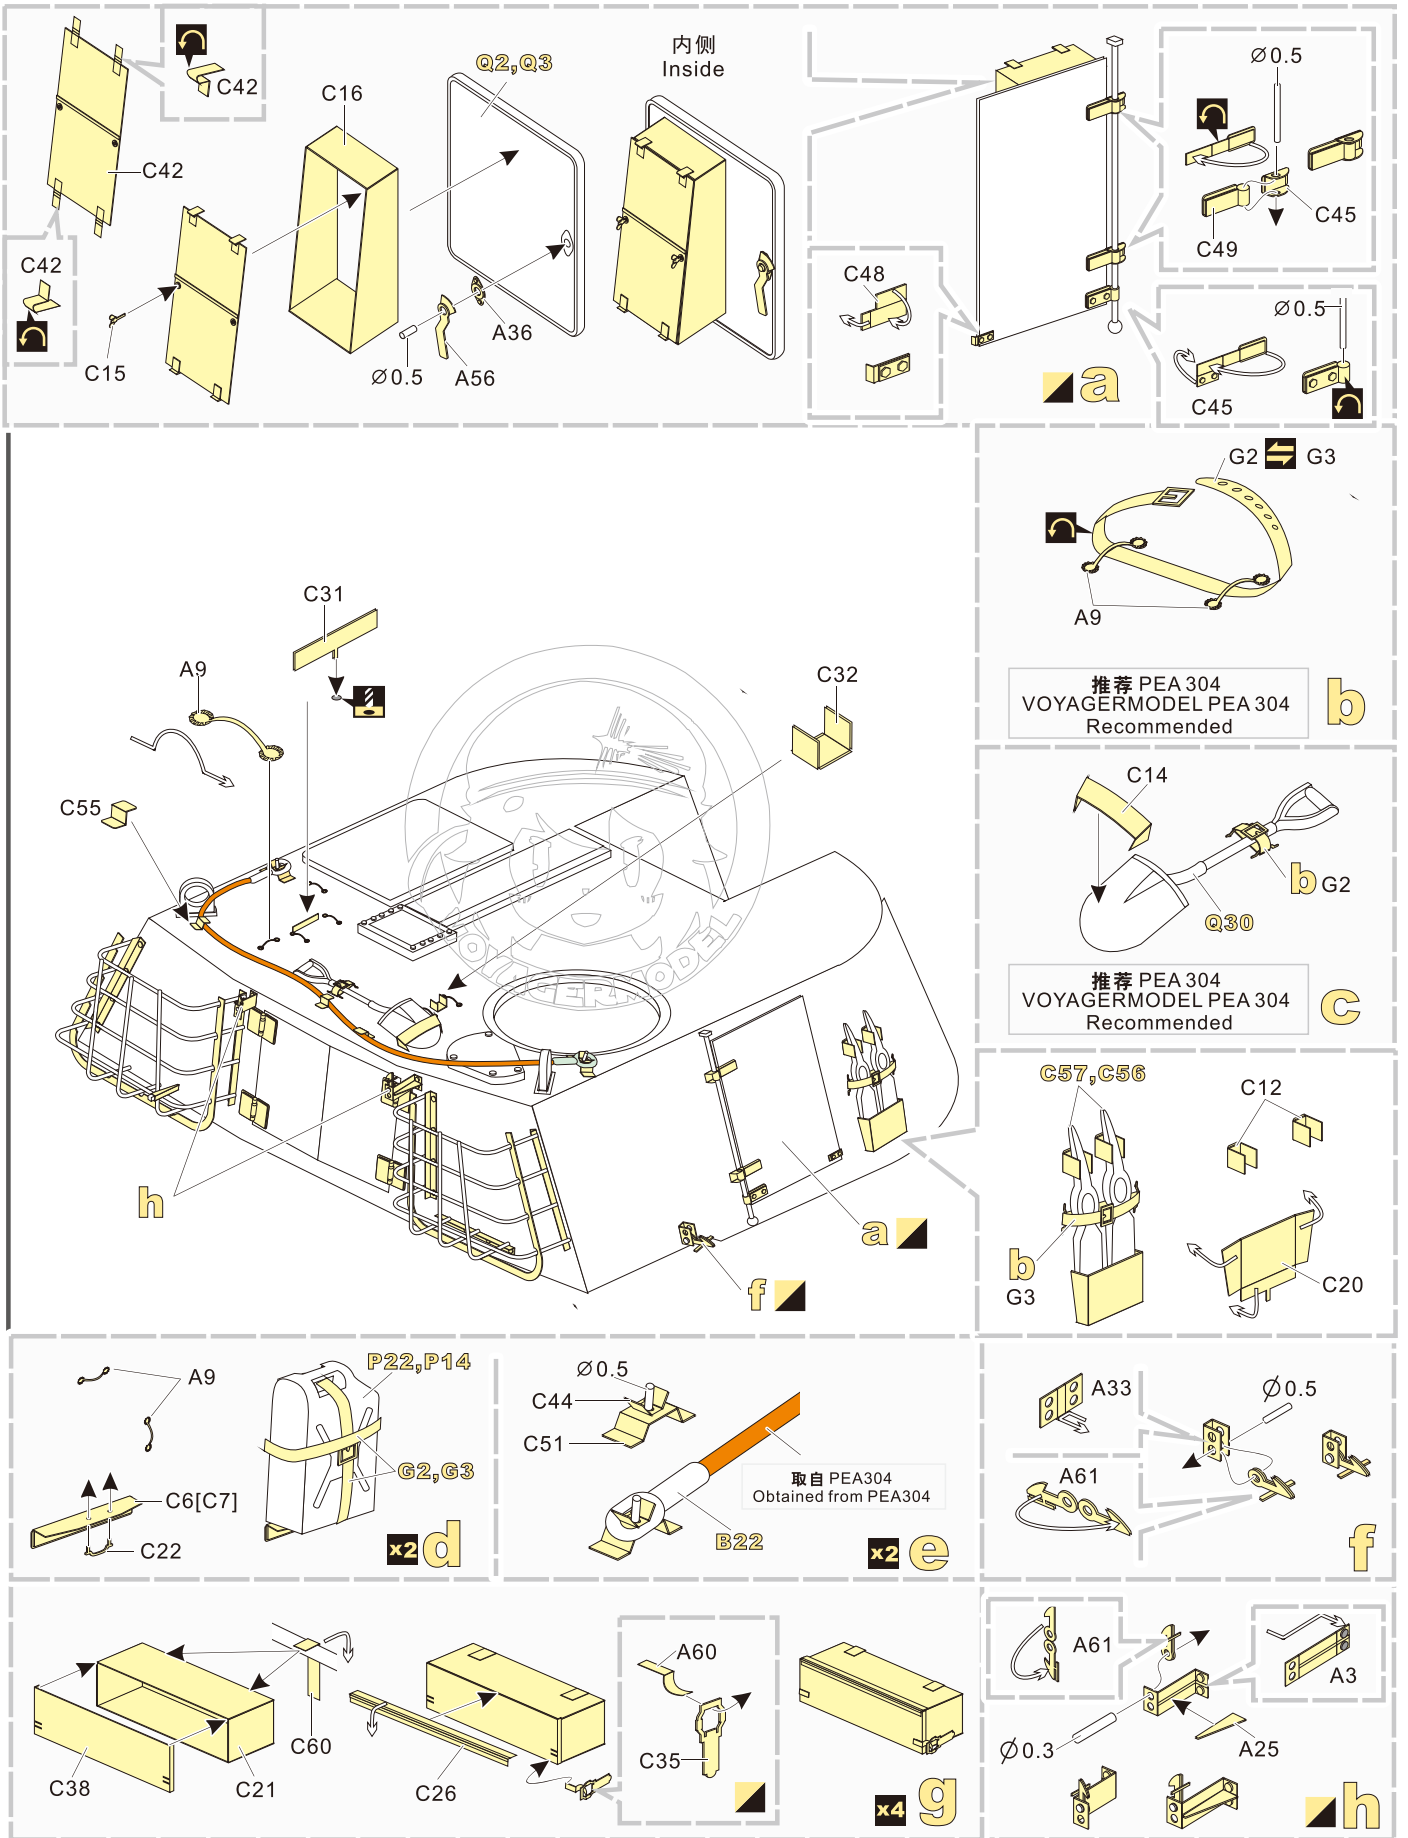 C42
C42
C42
C15
C16
Q2,Q3
内侧
Inside
A36
A56
Ø0.5
C48
Ø0.5
C45
C49
Ø0.5
C45
a
G2
G3
A9
推荐 PEA 304
VOYAGERMODEL PEA 304
Recommended
b
C31
A9
C32
C55
VOYAGERMODEL
h
a
f
C14
b G2
Q30
推荐 PEA 304
VOYAGERMODEL PEA 304
Recommended
c
C57,C56
C12
b
G3
C20
A9
P22,P14
G2,G3
C6[C7]
C22
x2 d
Ø0.5
C44
C51
取自 PEA304
Obtained from PEA304
B22
x2 e
A33
Ø0.5
A61
f
C38
C21
C60
C26
A60
C35
x4 g
A61
A3
Ø0.3
A25
h